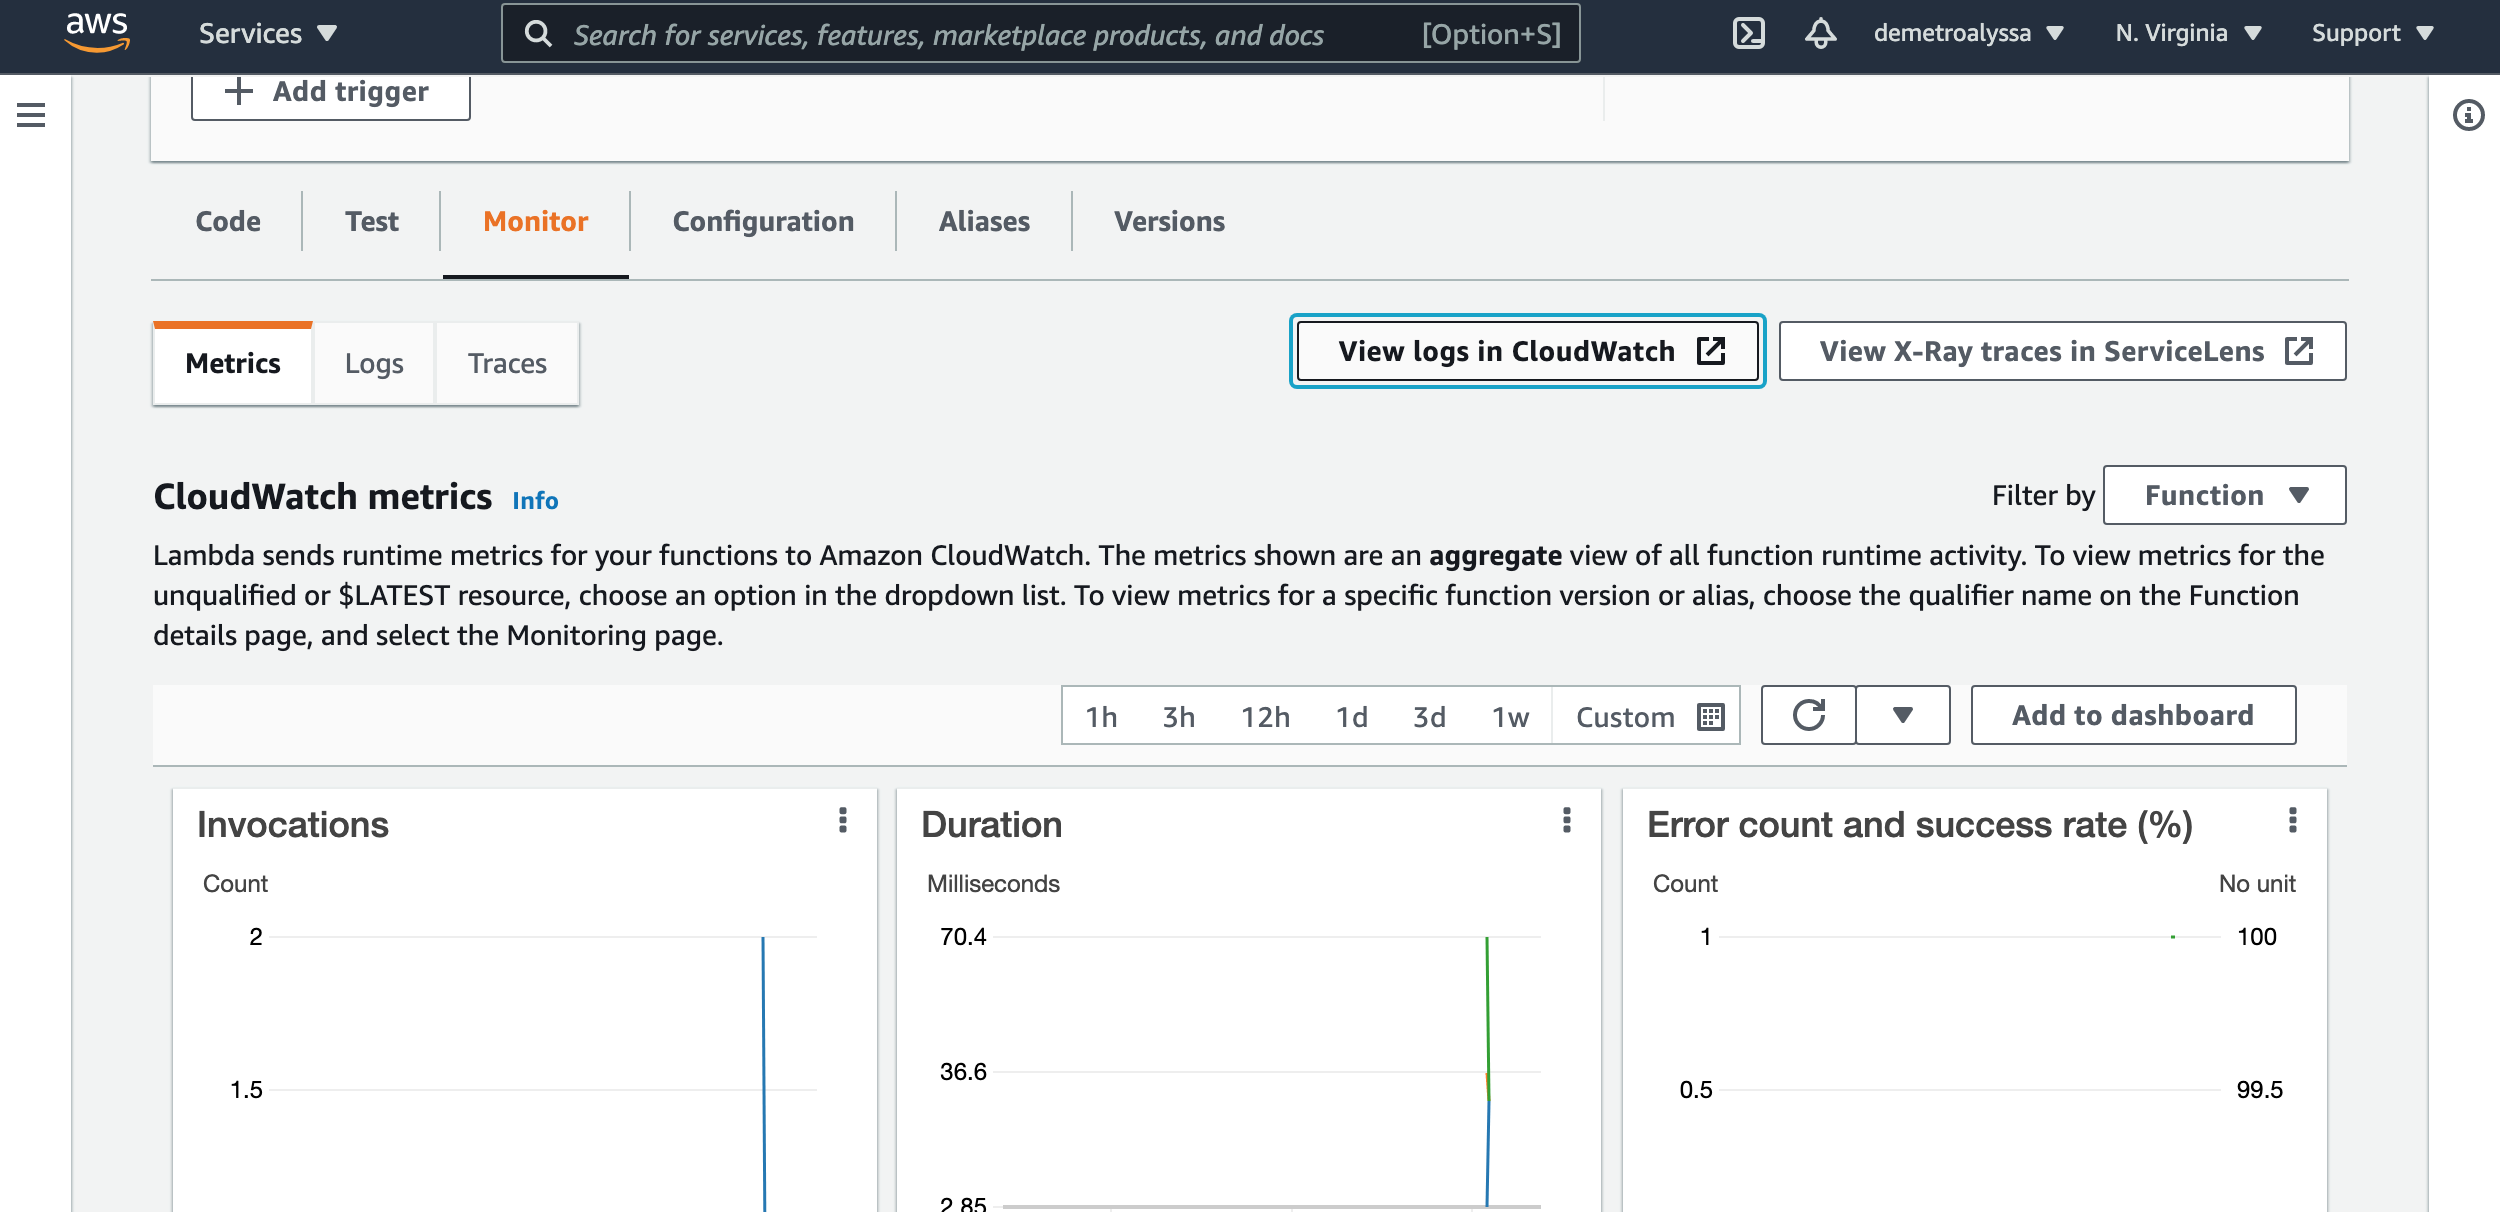 aws
Services
Search for services, features, marketplace products, and docs
[Option+S]
demetroalyssa
N. Virginia
Support
Add trigger
Code
Test
Monitor
Configuration
Aliases
Versions
Metrics
Logs
Traces
View logs in CloudWatch
View X-Ray traces in ServiceLens
CloudWatch metrics Info
Filter by
Function
Lambda sends runtime metrics for your functions to Amazon CloudWatch. The metrics shown are an aggregate view of all function runtime activity. To view metrics for the
unqualified or $LATEST resource, choose an option in the dropdown list. To view metrics for a specific function version or alias, choose the qualifier name on the Function
details page, and select the Monitoring page.
1h
3h
12h
1d
3d
1w
Custom
Add to dashboard
Invocations
Count
2
1.5
Duration
Milliseconds
70.4
36.6
2.85
Error count and success rate (%)
Count
No unit
1
100
0.5
99.5